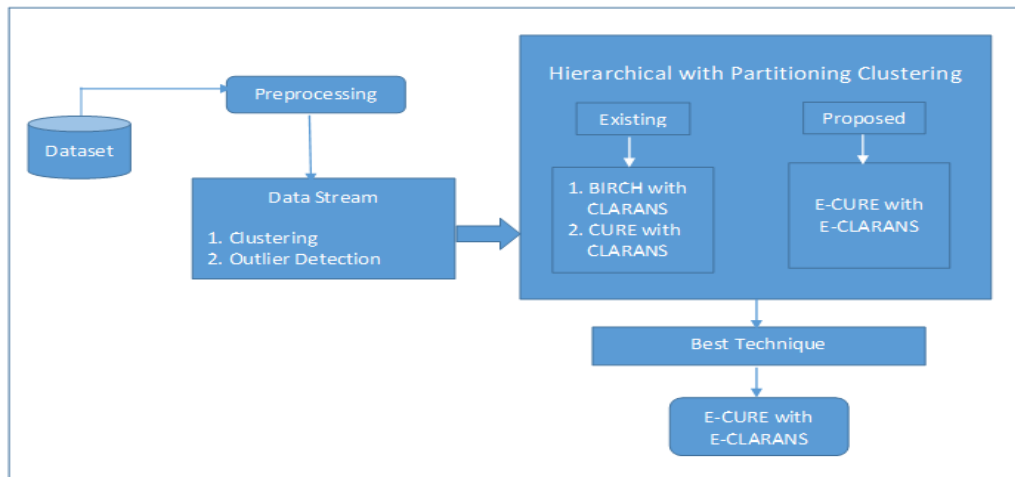 Dataset
Preprocessing
Data Stream
1. Clustering
2. Outlier Detection
Hierarchical with Partitioning Clustering
Existing
1. BIRCH with
CLARANS
2. CURE with
CLARANS
Proposed
E-CURE with
E-CLARANS
Best Technique
E-CURE with
E-CLARANS